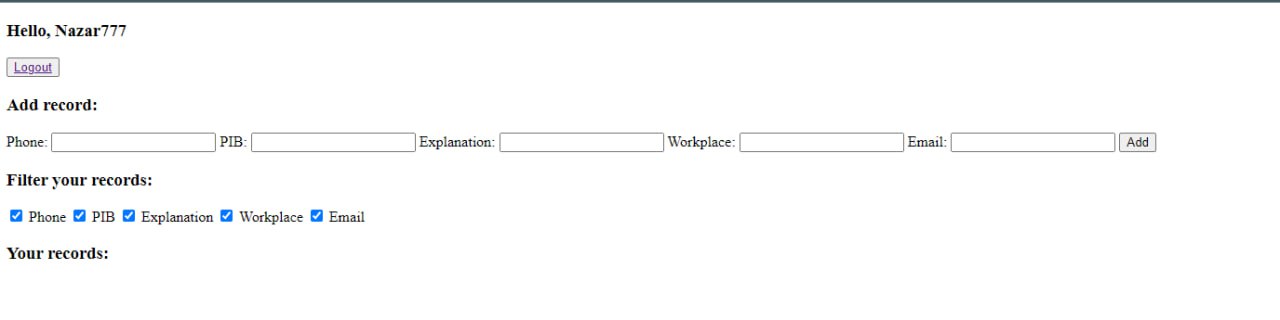 Hello, Nazar777
Logout
Add record:
Phone: PIB: Explanation: Workplace: Email: Add
Filter your records:
Phone PIB Explanation Workplace Email
Your records: